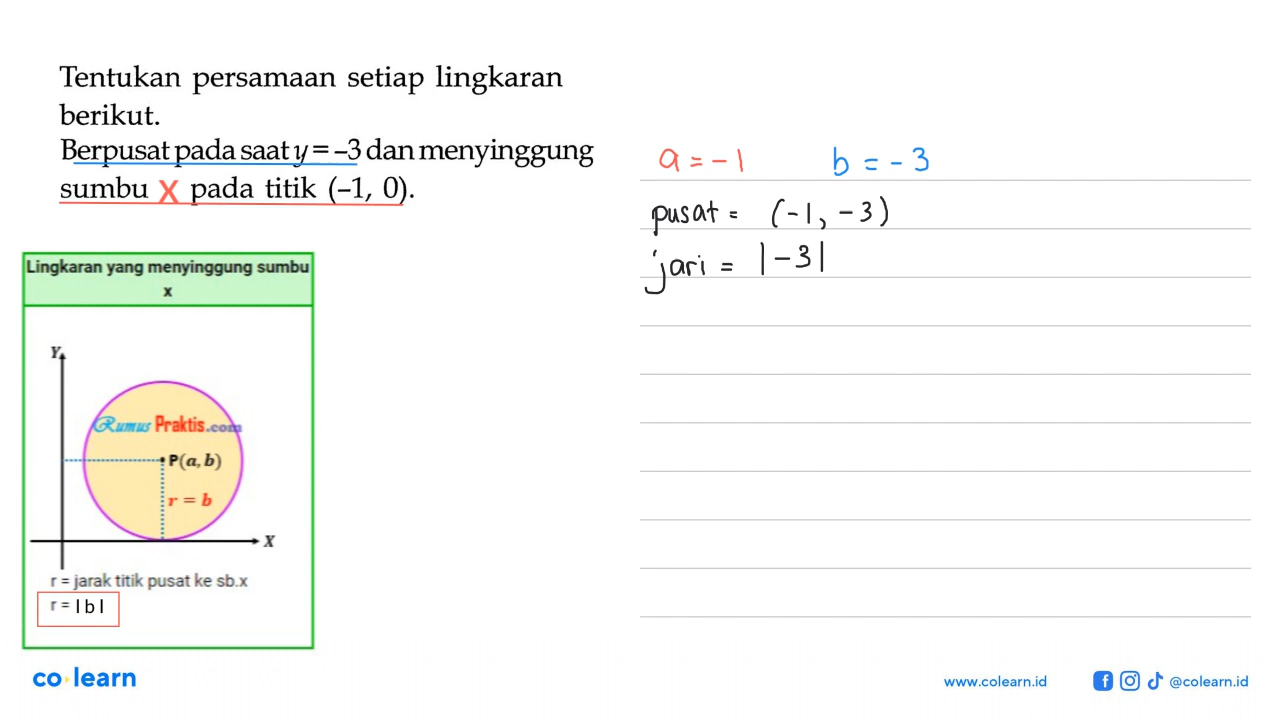 Tentukan persamaan setiap lingkaran
berikut.
Berpusat pada saat y = –3 dan menyinggung
sumbu X pada titik (–1, 0).
a = -1 b = -3
pusat = (-1, -3)
jari = |-3|
Lingkaran yang menyinggung sumbu
x
Y
Rumus Praktis.com
P(a, b)
r = b
X
r = jarak titik pusat ke sb.x
r = |b|
co learn
www.colearn.id @colearn.id